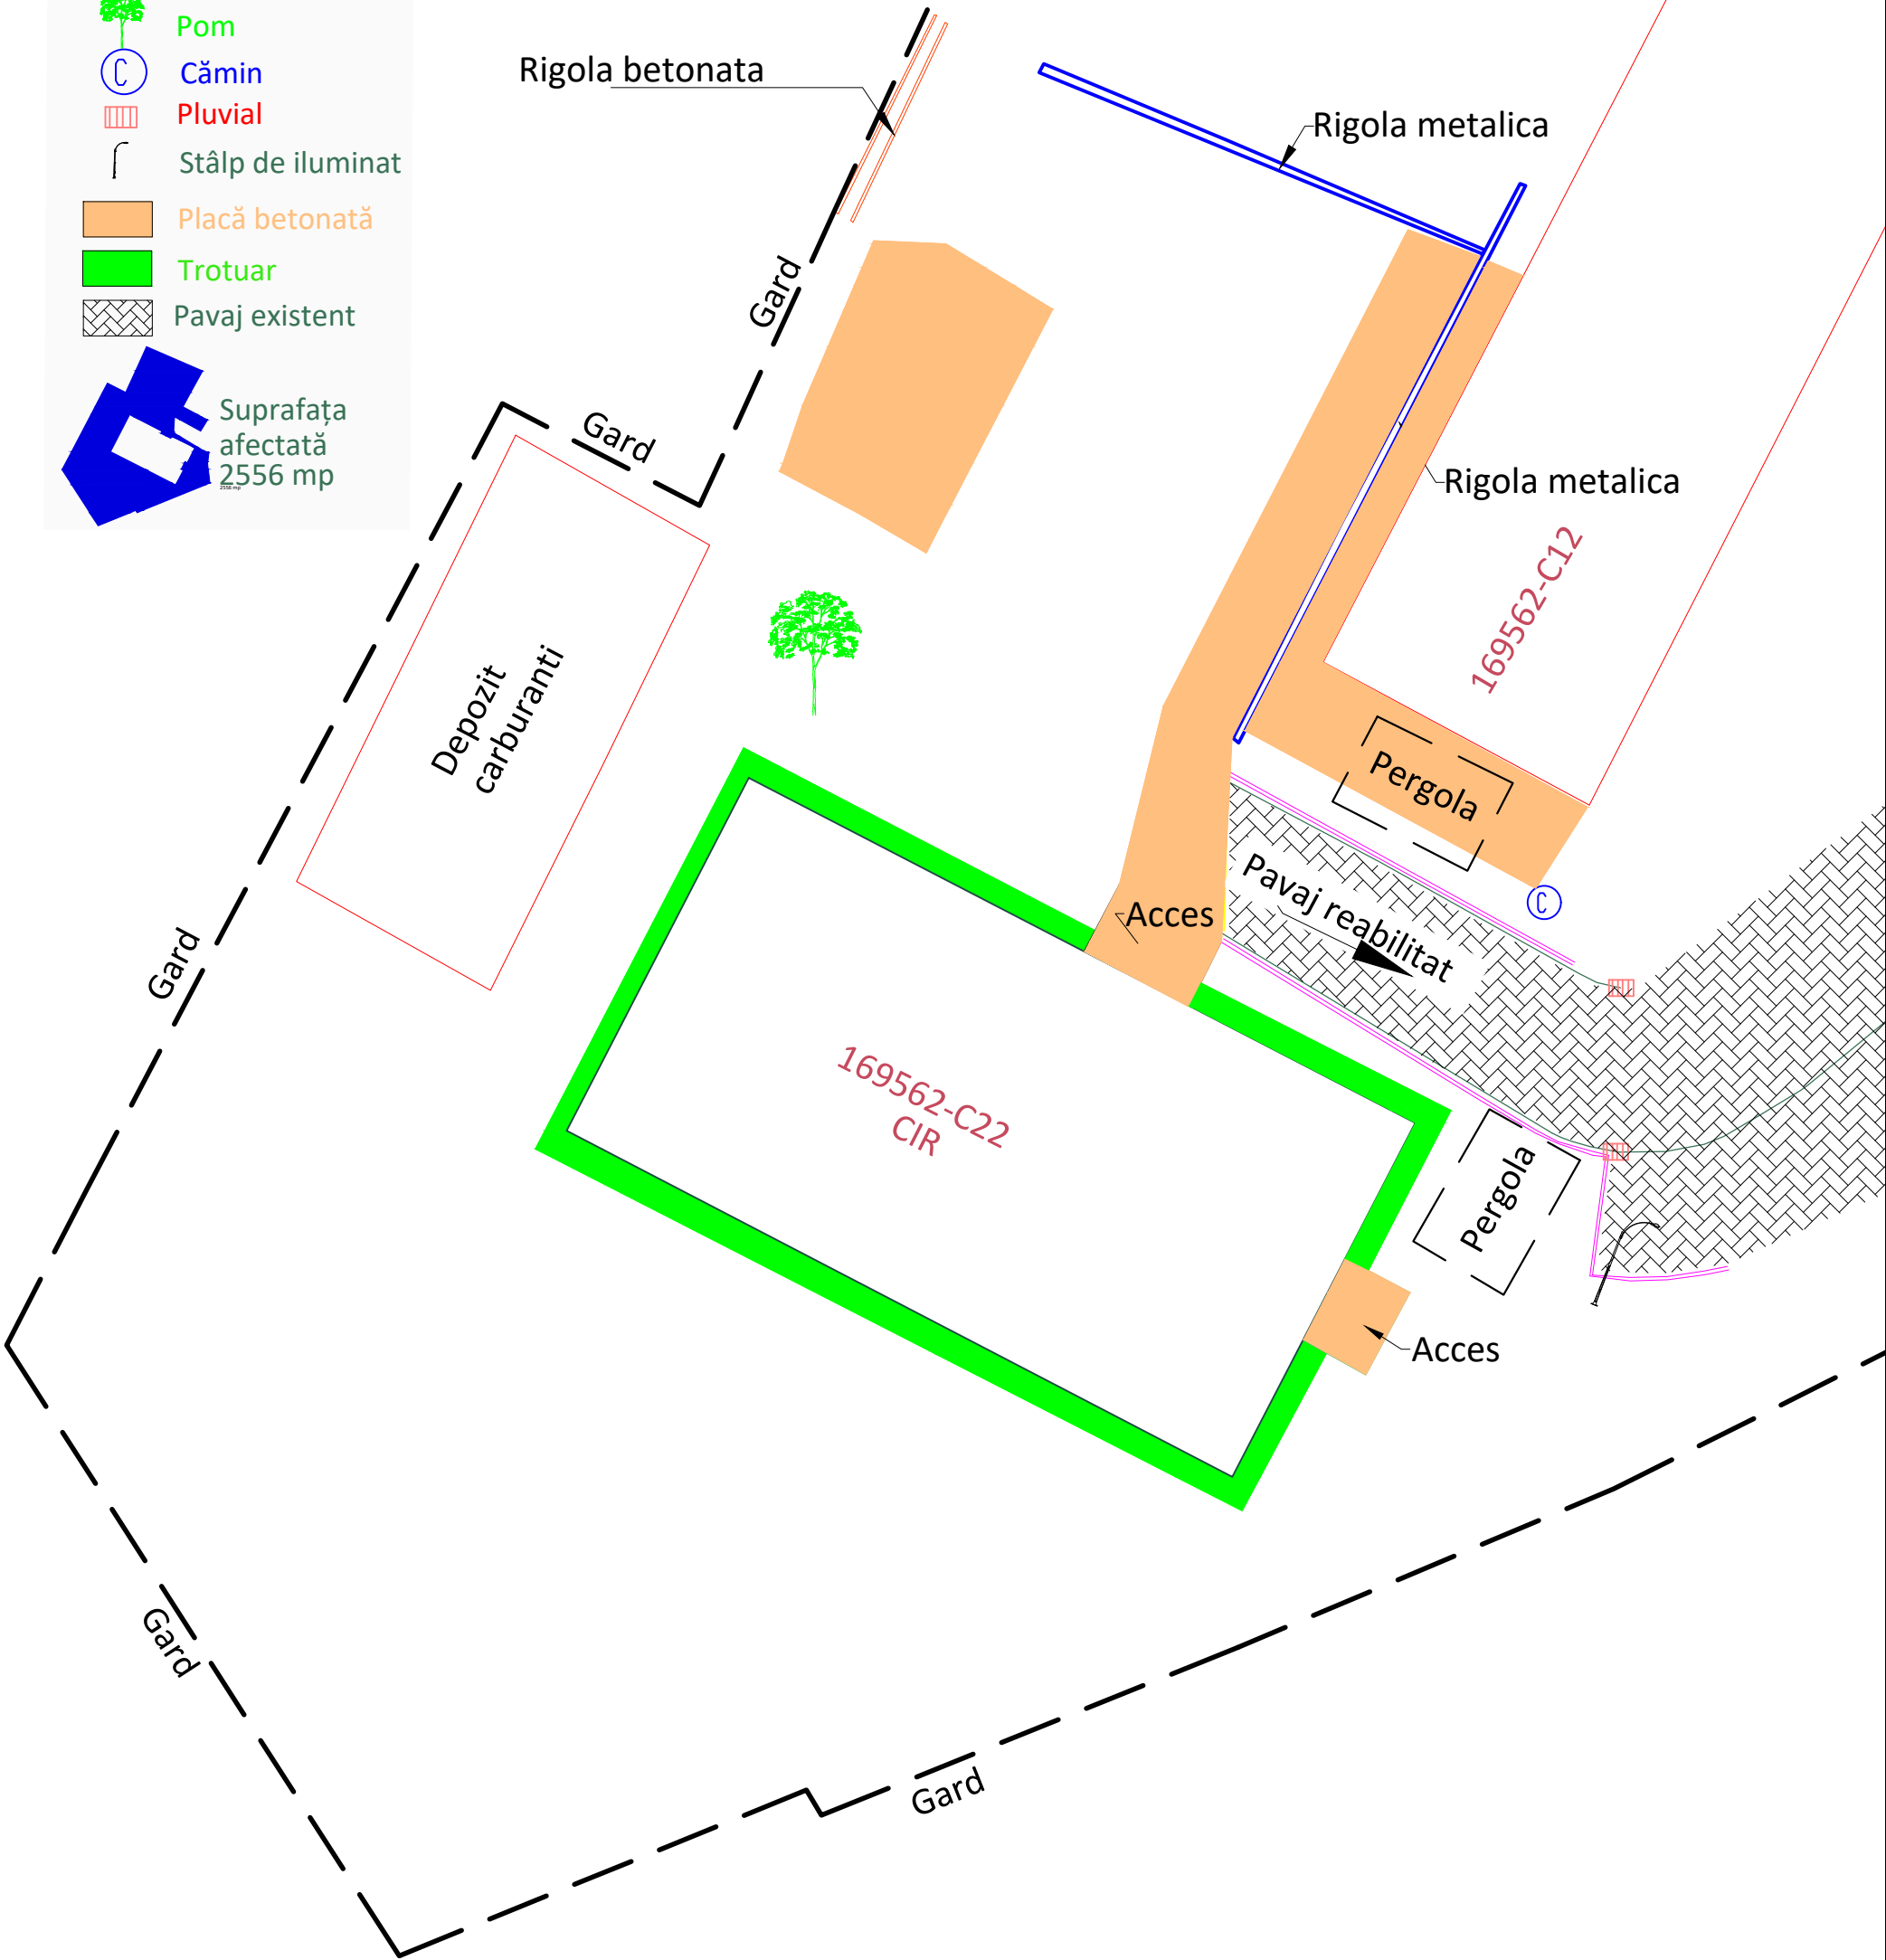 Pom
Cămin
Pluvial
Stâlp de iluminat
Placă betonată
Trotuar
Pavaj existent
Suprafața
afectată
2556 mp
2556 mp
Rigola betonata
Rigola metalica
Gard
Gard
Rigola metalica
169562-C12
Depozit
carburanti
Pergola
Pavaj reabilitat
C
Acces
Gard
169562-C22
CIR
Pergola
Acces
Gard
Gard